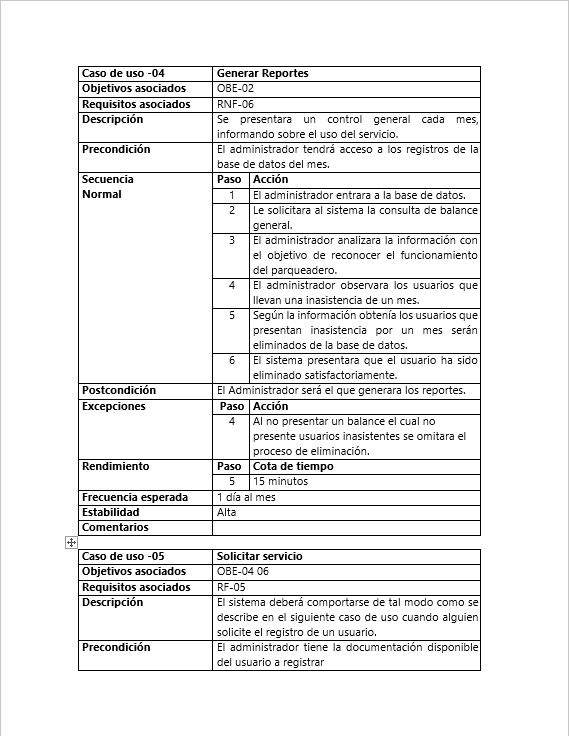 Caso de uso -04 Generar Reportes
Objetivos asociados OBE-02
Requisitos asociados RNF-06
Descripción Se presentara un control general cada mes,
informando sobre el uso del servicio.
Precondición El administrador tendrá acceso a los registros de la
base de datos del mes.
Secuencia Paso Acción
Normal 1 El administrador entrara a la base de datos.
2 Le solicitara al sistema la consulta de balance
general.
3 El administrador analizara la información con
el objetivo de reconocer el funcionamiento
del parqueadero.
4 El administrador observara los usuarios que
llevan una inasistencia de un mes.
5 Según la información obtenía los usuarios que
presentan inasistencia por un mes serán
eliminados de la base de datos.
6 El sistema presentara que el usuario ha sido
eliminado satisfactoriamente.
Postcondición El Administrador será el que generara los reportes.
Excepciones Paso Acción
4 Al no presentar un balance el cual no
presente usuarios inasistentes se omitara el
proceso de eliminación.
Rendimiento Paso Cota de tiempo
5 15 minutos
Frecuencia esperada 1 día al mes
Estabilidad Alta
Comentarios
Caso de uso -05 Solicitar servicio
Objetivos asociados OBE-04 06
Requisitos asociados RF-05
Descripción El sistema deberá comportarse de tal modo como se
describe en el siguiente caso de uso cuando alguien
solicite el registro de un usuario.
Precondición El administrador tiene la documentación disponible
del usuario a registrar